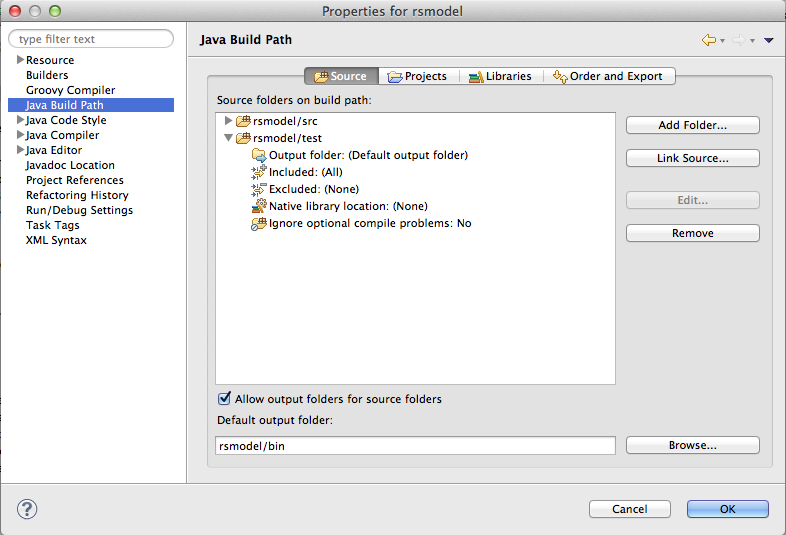 Properties for rsmodel
type filter text
Resource
Builders
Groovy Compiler
Java Build Path
Java Code Style
Java Compiler
Java Editor
Javadoc Location
Project References
Refactoring History
Run/Debug Settings
Task Tags
XML Syntax
Java Build Path
Source Projects Libraries Order and Export
Source folders on build path:
rsmodel/src
rsmodel/test
Output folder: (Default output folder)
Included: (All)
Excluded: (None)
Native library location: (None)
Ignore optional compile problems: No
Add Folder...
Link Source...
Edit...
Remove
Allow output folders for source folders
Default output folder:
rsmodel/bin
Browse...
?
Cancel
OK